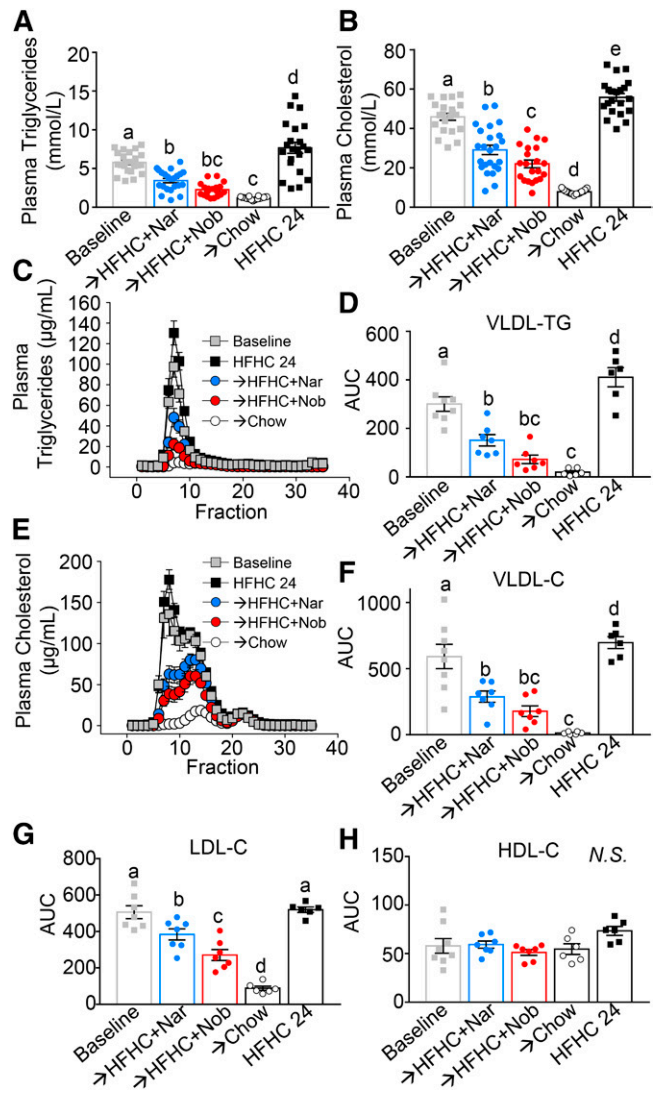 A
Plasma Triglycerides
(mmol/L)
20
15
10
5
0
a
b
bc
c
d
Baseline
→HFHC+Nar
→HFHC+Nob
→Chow
HFHC 24
B
Plasma Cholesterol
(mmol/L)
80
60
40
20
0
a
b
c
d
e
Baseline
→HFHC+Nar
→HFHC+Nob
→Chow
HFHC 24
C
Plasma
Triglycerides (μg/mL)
160
140
120
100
80
60
40
20
0
0
10
20
30
40
Fraction
Baseline
HFHC 24
→HFHC+Nar
→HFHC+Nob
→Chow
D
VLDL-TG
AUC
600
400
200
0
a
b
bc
c
d
Baseline
→HFHC+Nar
→HFHC+Nob
→Chow
HFHC 24
E
Plasma Cholesterol
(μg/mL)
200
150
100
50
0
0
10
20
30
40
Fraction
Baseline
HFHC 24
→HFHC+Nar
→HFHC+Nob
→Chow
F
VLDL-C
AUC
1000
500
0
a
b
bc
c
d
Baseline
→HFHC+Nar
→HFHC+Nob
→Chow
HFHC 24
G
LDL-C
AUC
800
600
400
200
0
a
b
c
d
a
Baseline
→HFHC+Nar
→HFHC+Nob
→Chow
HFHC 24
H
HDL-C
N.S.
AUC
150
100
50
0
Baseline
→HFHC+Nar
→HFHC+Nob
→Chow
HFHC 24